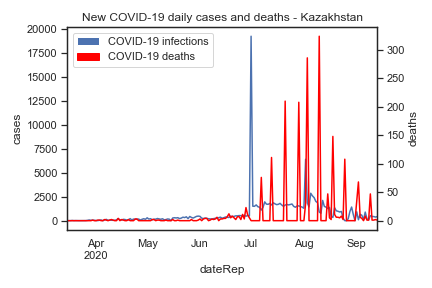 New COVID-19 daily cases and deaths - Kazakhstan
COVID-19 infections
COVID-19 deaths
20000
17500
15000
12500
10000
7500
5000
2500
0
cases
300
250
200
150
100
50
0
deaths
Apr May Jun Jul Aug Sep
2020
dateRep